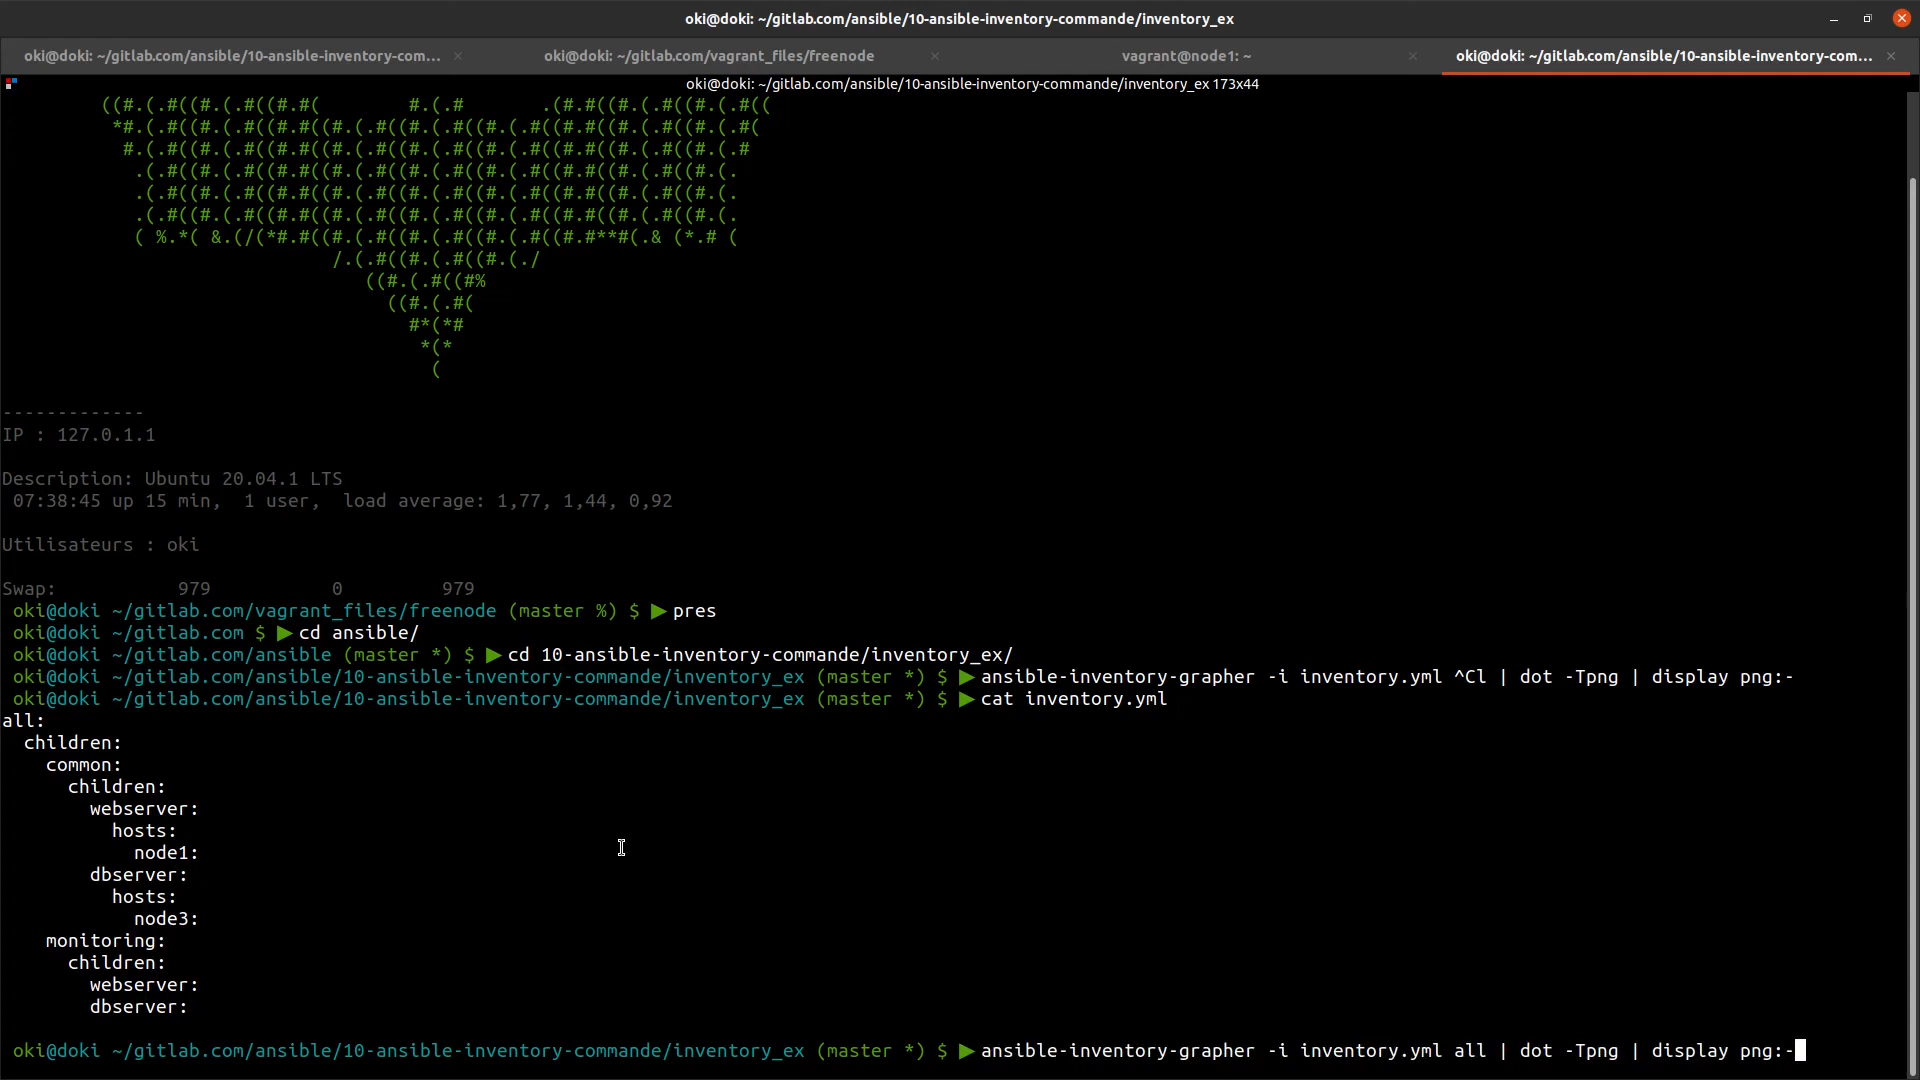 oki@doki: ~/gitlab.com/ansible/10-ansible-inventory-commande/inventory_ex
oki@doki: ~/gitlab.com/ansible/10-ansible-inventory-com...
oki@doki: ~/gitlab.com/vagrant_files/freenode
vagrant@node1: ~
oki@doki: ~/gitlab.com/ansible/10-ansible-inventory-com...
oki@doki: ~/gitlab.com/ansible/10-ansible-inventory-commande/inventory_ex 173x44
((#.(.#((#.(.#((#.#(        #.(.#       .(#.#((#.(.#((#.(.#((
*#.(.#((#.(.#((#.#((#.(.#((#.(.#((#.(.#((#.#((#.(.#((#.(.#(
#.(.#((#.(.#((#.#((#.(.#((#.(.#((#.(.#((#.#((#.(.#((#.(.#
.(.#((#.(.#((#.#((#.(.#((#.(.#((#.(.#((#.#((#.(.#((#.(.
.(.#((#.(.#((#.#((#.(.#((#.(.#((#.(.#((#.#((#.(.#((#.(.
.(.#((#.(.#((#.#((#.(.#((#.(.#((#.(.#((#.#((#.(.#((#.(.
( %.*( &.(/(*#.#((#.(.#((#.(.#((#.(.#((#.#**#(.& (*.# (
/.(.#((#.(.#((#.(./
((#.(.#((#%
((#.(.#(
#*(*#
*(*
(
-------------
IP : 127.0.1.1
Description: Ubuntu 20.04.1 LTS
07:38:45 up 15 min,  1 user,  load average: 1,77, 1,44, 0,92
Utilisateurs : oki
Swap:           979           0         979
oki@doki ~/gitlab.com/vagrant_files/freenode (master %) $ ▶pres
oki@doki ~/gitlab.com $ ▶cd ansible/
oki@doki ~/gitlab.com/ansible (master *) $ ▶cd 10-ansible-inventory-commande/inventory_ex/
oki@doki ~/gitlab.com/ansible/10-ansible-inventory-commande/inventory_ex (master *) $ ▶ansible-inventory-grapher -i inventory.yml ^Cl | dot -Tpng | display png:-
oki@doki ~/gitlab.com/ansible/10-ansible-inventory-commande/inventory_ex (master *) $ ▶cat inventory.yml
all:
  children:
    common:
      children:
        webserver:
          hosts:
            node1:
        dbserver:
          hosts:
            node3:
    monitoring:
      children:
        webserver:
        dbserver:
oki@doki ~/gitlab.com/ansible/10-ansible-inventory-commande/inventory_ex (master *) $ ▶ansible-inventory-grapher -i inventory.yml all | dot -Tpng | display png:-